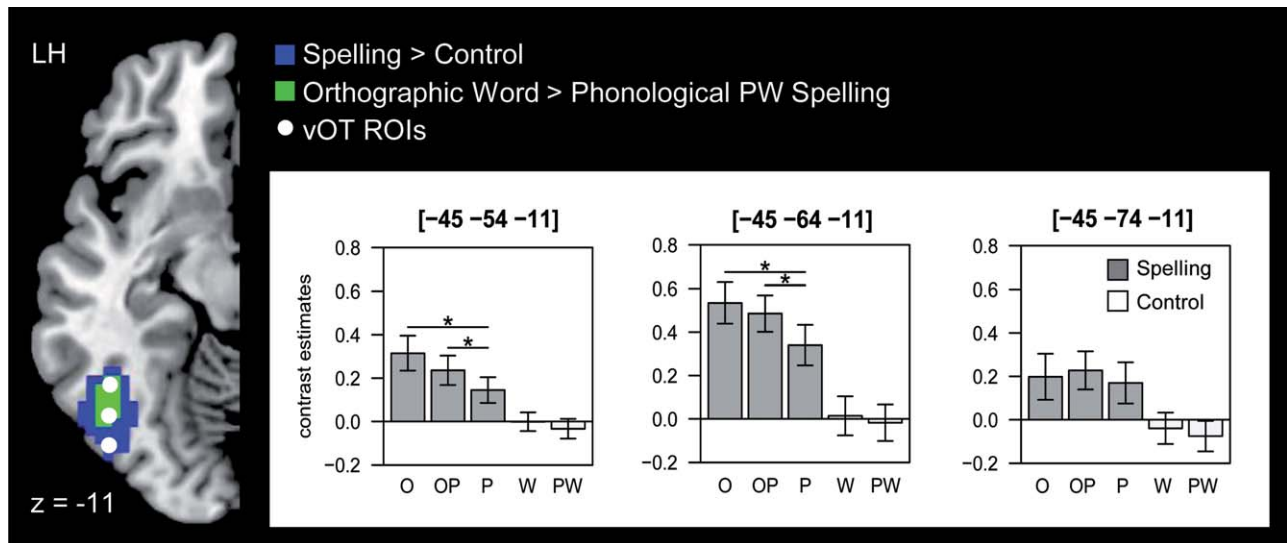 LH
Spelling > Control
Orthographic Word > Phonological PW Spelling
vOT ROIs
z = -11
[−45 −54 −11]
contrast estimates
0.8
0.6
0.4
0.2
0.0
−0.2
*
*
O OP P W PW
[−45 −64 −11]
0.8
0.6
0.4
0.2
0.0
−0.2
*
*
O OP P W PW
[−45 −74 −11]
0.8
0.6
0.4
0.2
0.0
−0.2
Spelling
Control
O OP P W PW